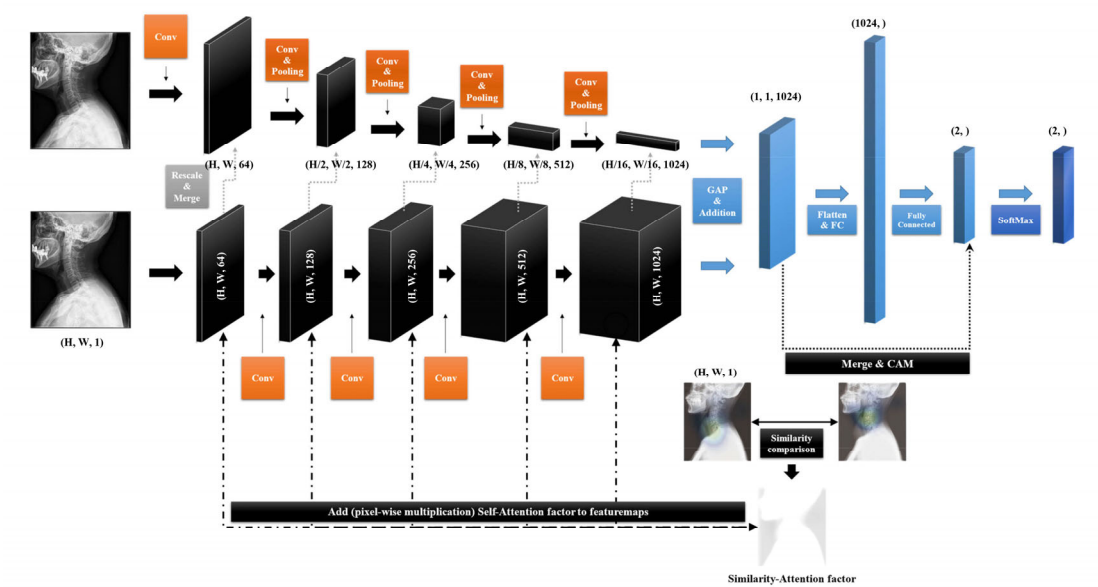 Conv
Conv
& Pooling
Conv
& Pooling
Conv
& Pooling
Conv
& Pooling
(1024, )
(1, 1, 1024)
(2, )
(2, )
(H, W, 64)
(H/2, W/2, 128)
(H/4, W/4, 256)
(H/8, W/8, 512)
(H/16, W/16, 1024)
Rescale
&
Merge
GAP
&
Addition
Flatten
& FC
Fully
Connected
SoftMax
(H, W, 64)
(H, W, 128)
(H, W, 256)
(H, W, 512)
(H, W, 1024)
(H, W, 1)
Conv
Conv
Conv
Conv
Merge & CAM
(H, W, 1)
Similarity
comparison
Add (pixel-wise multiplication) Self-Attention factor to featuremaps
Similarity-Attention factor